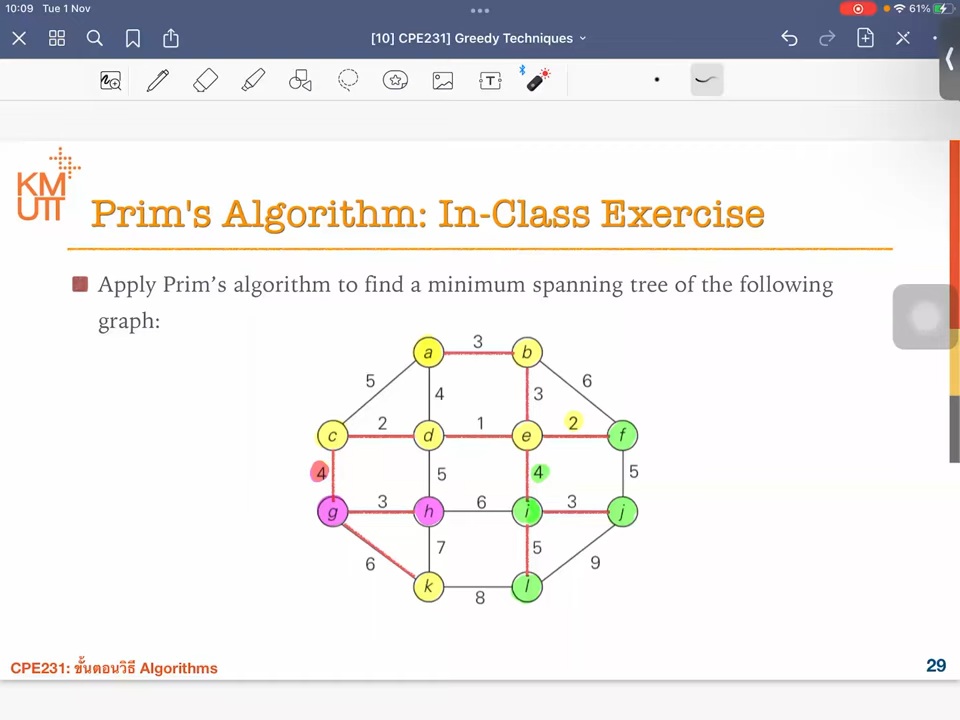 10:09 Tue 1 Nov
61%
[10] CPE231] Greedy Techniques
T
KM
UTT
Prim's Algorithm: In-Class Exercise
Apply Prim's algorithm to find a minimum spanning tree of the following
graph:
a 3 b
5 4 3 6
c 2 d 1 e 2 f
4 5 4 5
g 3 h 6 i 3 j
6 7 5 9
k 8 l
CPE231: ขั้นตอนวิธี Algorithms
29